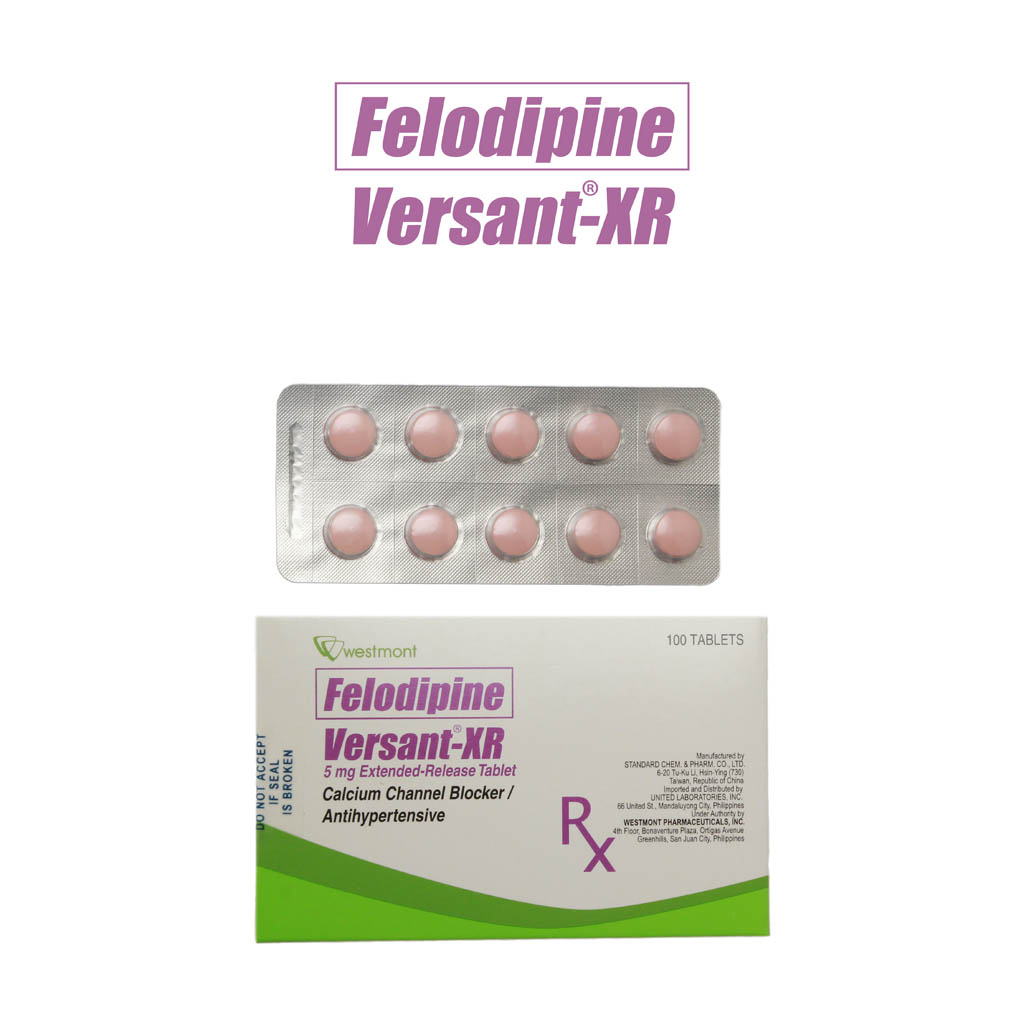 Felodipine
Versant®-XR
westmont
100 TABLETS
Felodipine
Versant®-XR
5 mg Extended-Release Tablet
Calcium Channel Blocker /
Antihypertensive
DO NOT ACCEPT
IF SEAL
IS BROKEN
Rx
Manufactured by
STANDARD CHEM. & PHARM. CO., LTD.
6-20 Tu-Ku Li, Hsin-Ying (730)
Taiwan, Republic of China
Imported and Distributed by
UNITED LABORATORIES, INC.
66 United St., Mandaluyong City, Philippines
Under Authority by
WESTMONT PHARMACEUTICALS, INC.
4th Floor, Bonaventure Plaza, Ortigas Avenue
Greenhills, San Juan City, Philippines